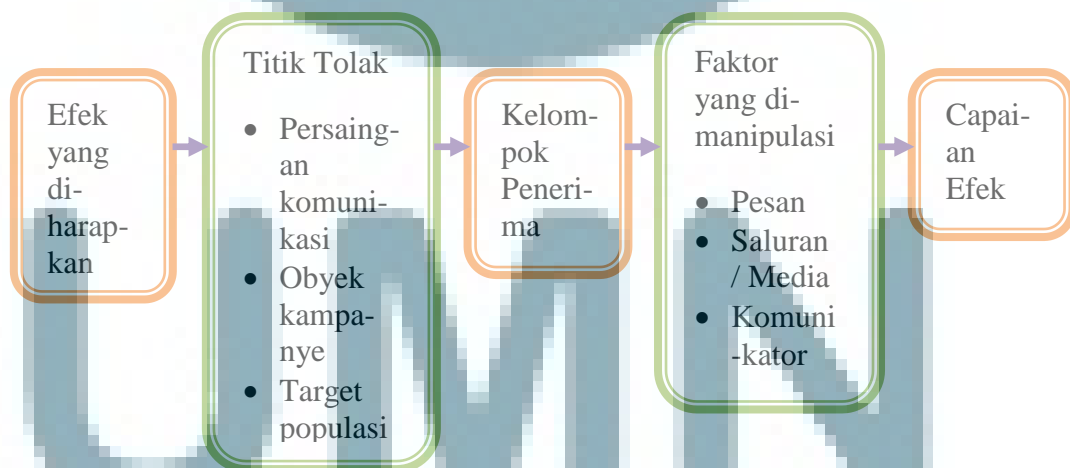 Efek
yang
di-
harap-
kan
Titik Tolak
• Persaing-
an
komuni-
kasi
• Obyek
kampa-
nye
• Target
populasi
Kelom-
pok
Peneri-
ma
Faktor
yang di-
manipulasi
• Pesan
• Saluran
/ Media
• Komuni
-kator
Capai-
an
Efek
UMN